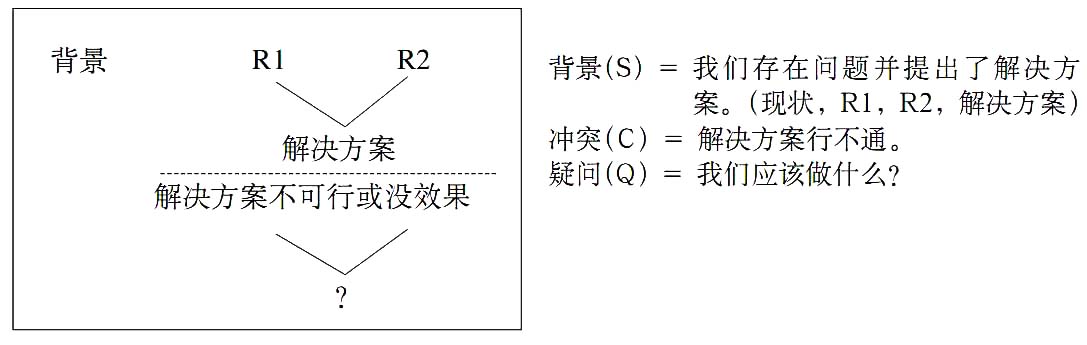 背景 R1 R2
解决方案
解决方案不可行或没效果
?
背景(S) = 我们存在问题并提出了解决方
案。(现状, R1, R2, 解决方案)
冲突(C) = 解决方案行不通。
疑问(Q) = 我们应该做什么?